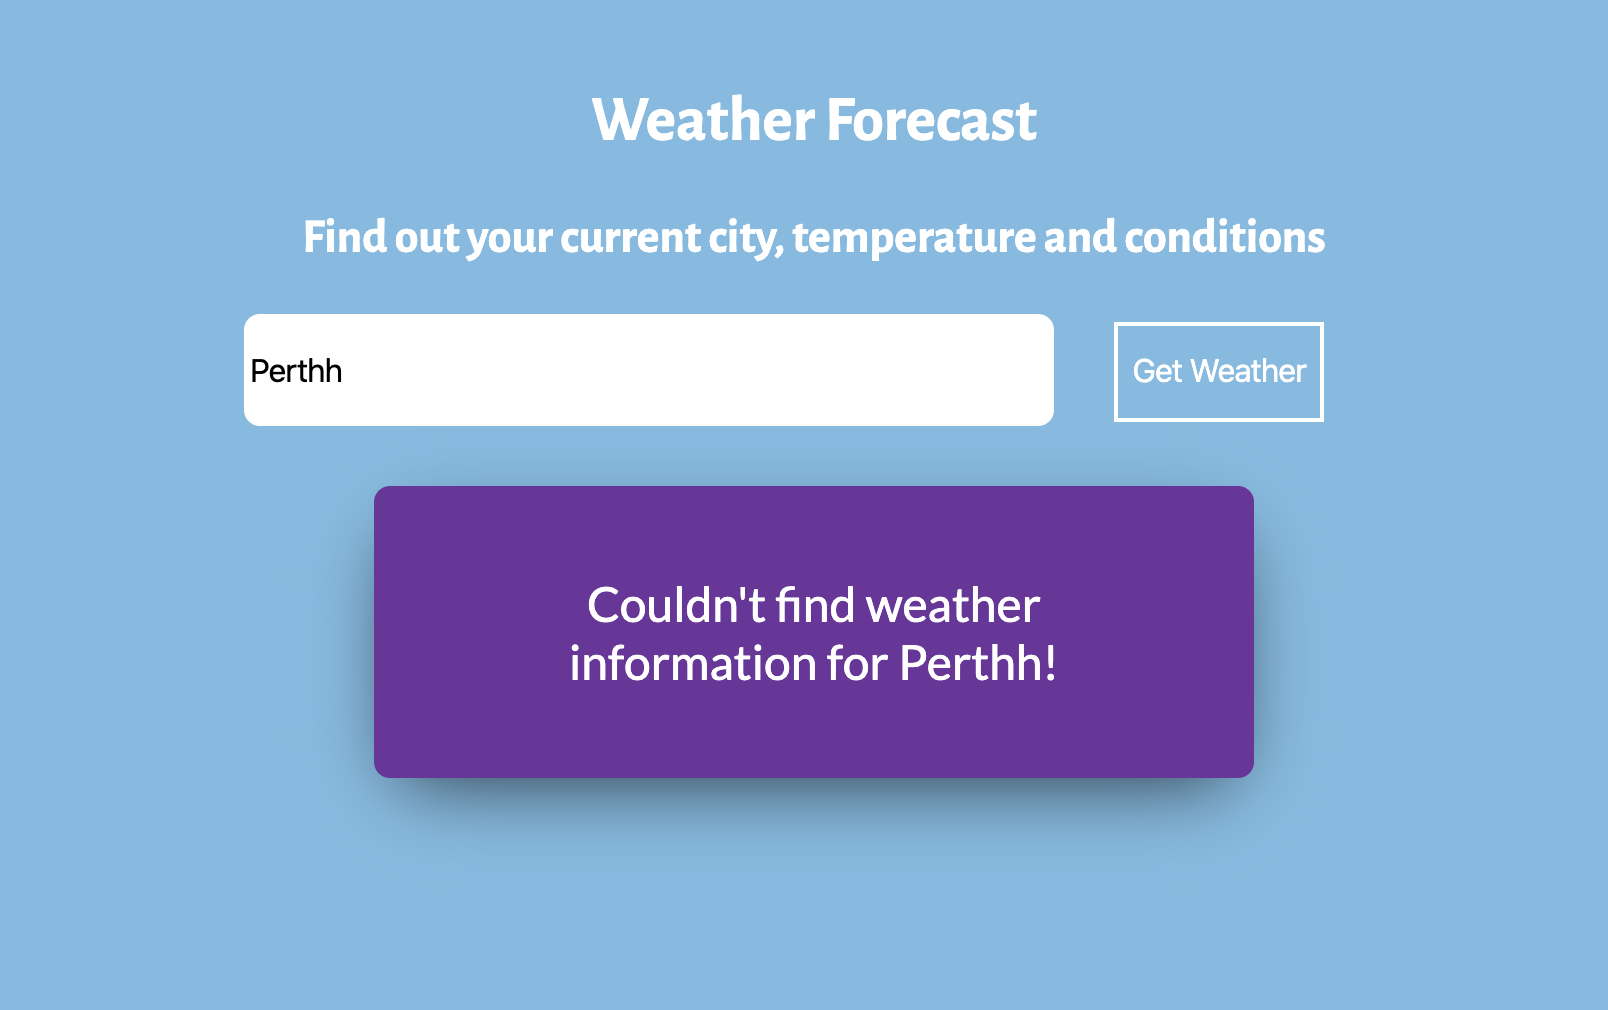 Weather Forecast
Find out your current city, temperature and conditions
Perthh
Get Weather
Couldn't find weather
information for Perthh!